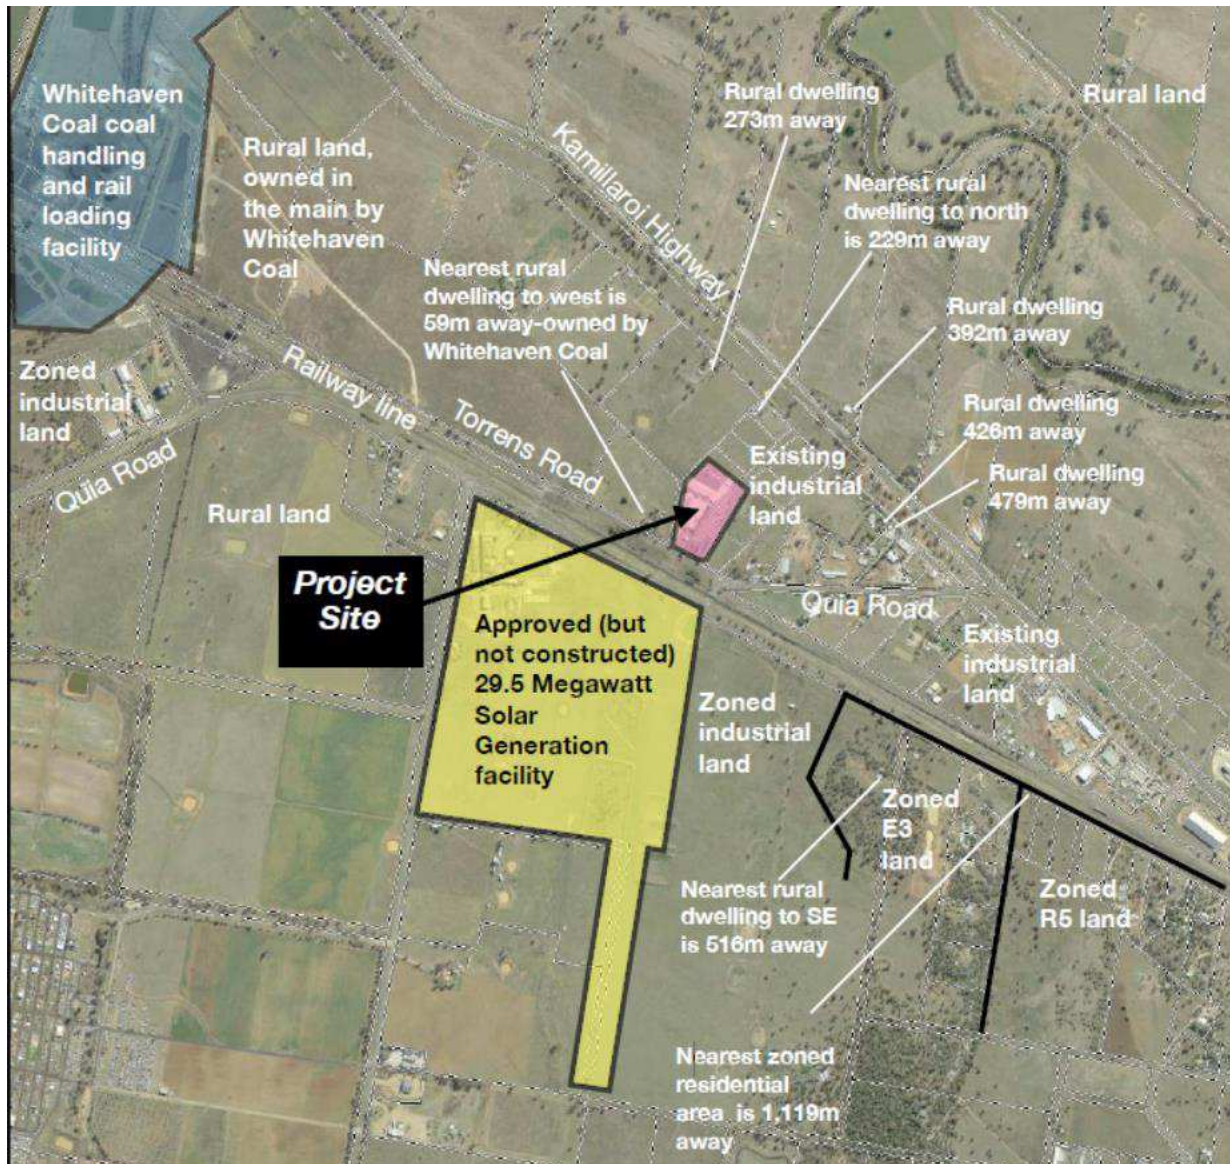 Whitehaven
Coal coal
handling
and rail
loading
facility
Rural land,
owned in
the main by
Whitehaven
Coal
Kamillaroi Highway
Rural dwelling
273m away
Rural land
Nearest rural
dwelling to north
is 229m away
Nearest rural
dwelling to west is
59m away-owned by
Whitehaven Coal
Rural dwelling
392m away
Zoned
industrial
land
Railway line
Torrens Road
Rural dwelling
426m away
Quia Road
Existing
industrial
land
Rural dwelling
479m away
Rural land
Project
Site
Quia Road
Approved (but
not constructed)
29.5 Megawatt
Solar
Generation
facility
Existing
industrial
land
Zoned
industrial
land
Zoned
E3
land
Nearest rural
dwelling to SE
is 516m away
Zoned
R5 land
Nearest zoned
residential
area is 1,119m
away